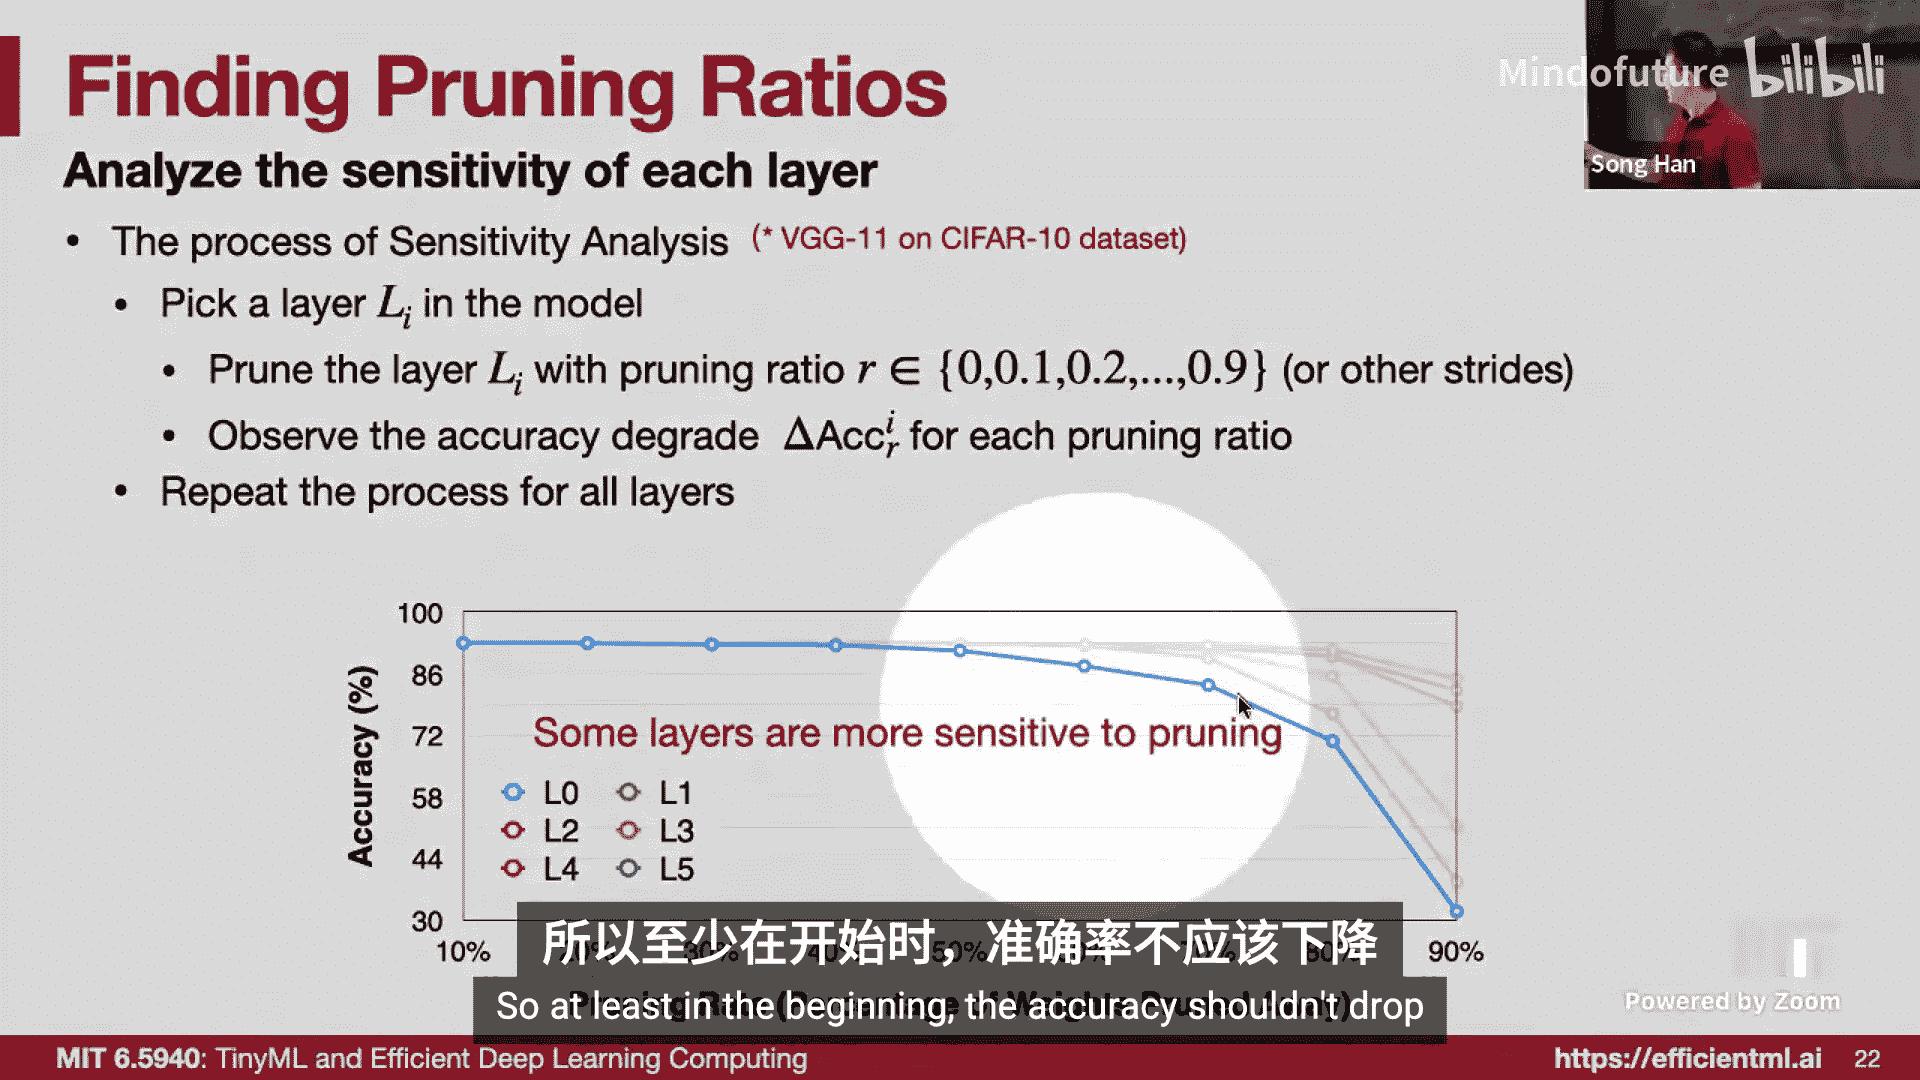 Finding Pruning Ratios
Mindofuture bilibili
Analyze the sensitivity of each layer
Song Han
• The process of Sensitivity Analysis (* VGG-11 on CIFAR-10 dataset)
• Pick a layer Lᵢ in the model
• Prune the layer Lᵢ with pruning ratio r ∈ {0,0.1,0.2,...,0.9} (or other strides)
• Observe the accuracy degrade ΔAccᵣⁱ for each pruning ratio
• Repeat the process for all layers
Accuracy (%)
100
86
72
58
44
30
Some layers are more sensitive to pruning
L0 L1
L2 L3
L4 L5
10% 90%
所以至少在开始时，准确率不应该下降
So at least in the beginning, the accuracy shouldn't drop
Powered by Zoom
MIT 6.5940: TinyML and Efficient Deep Learning Computing
https://efficientml.ai 22